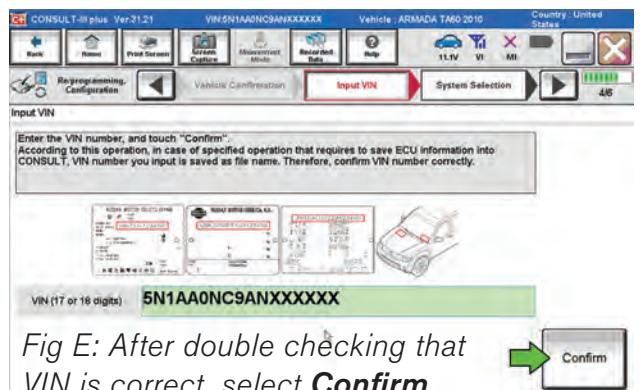 CONSULT-III plus Ver.31.21 VIN:5N1AA0NC9ANXXXXXX Vehicle : ARMADA TA60 2010 Country : United States
Back Home Print Screen Screen Capture Measurement Mode Recorded Data Help 11.1V VI MI
Re/programming, Configuration Vehicle Confirmation Input VIN System Selection 4/6
Input VIN
Enter the VIN number, and touch "Confirm".
According to this operation, in case of specified operation that requires to save ECU information into
CONSULT, VIN number you input is saved as file name. Therefore, confirm VIN number correctly.
VIN (17 or 18 digits) 5N1AA0NC9ANXXXXXX
Fig E: After double checking that
VIN is correct, select Confirm
Confirm